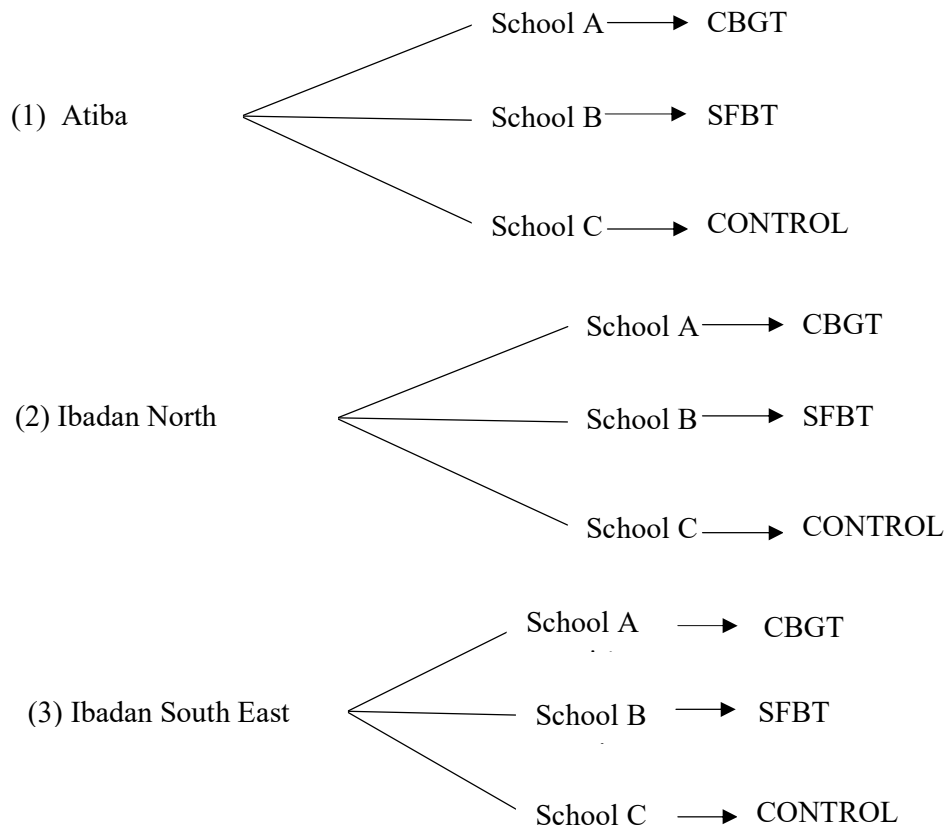 School A CBGT
(1) Atiba
School B SFBT
School C CONTROL
School A CBGT
(2) Ibadan North
School B SFBT
School C CONTROL
School A CBGT
(3) Ibadan South East
School B SFBT
School C CONTROL